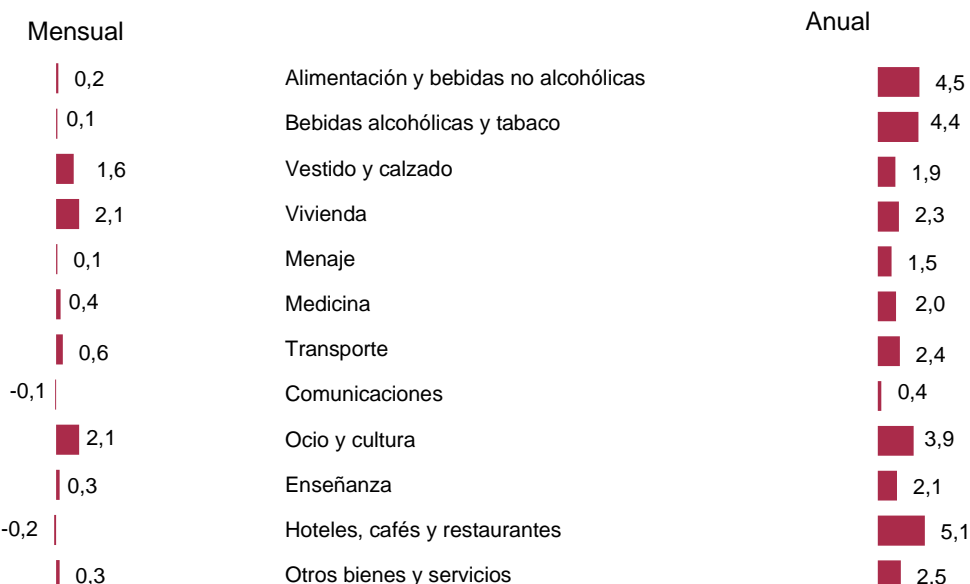 Mensual Anual
0,2 Alimentación y bebidas no alcohólicas 4,5
0,1 Bebidas alcohólicas y tabaco 4,4
1,6 Vestido y calzado 1,9
2,1 Vivienda 2,3
0,1 Menaje 1,5
0,4 Medicina 2,0
0,6 Transporte 2,4
-0,1 Comunicaciones 0,4
2,1 Ocio y cultura 3,9
0,3 Enseñanza 2,1
-0,2 Hoteles, cafés y restaurantes 5,1
0,3 Otros bienes y servicios 2,5